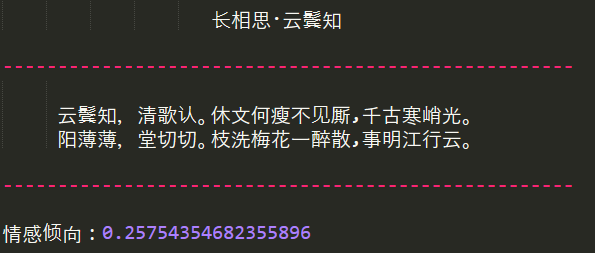 长相思·云鬓知
云鬓知, 清歌认。休文何瘦不见厮,千古寒峭光。
阳薄薄, 堂切切。枝洗梅花一醉散,事明江行云。
情感倾向：0.25754354682355896